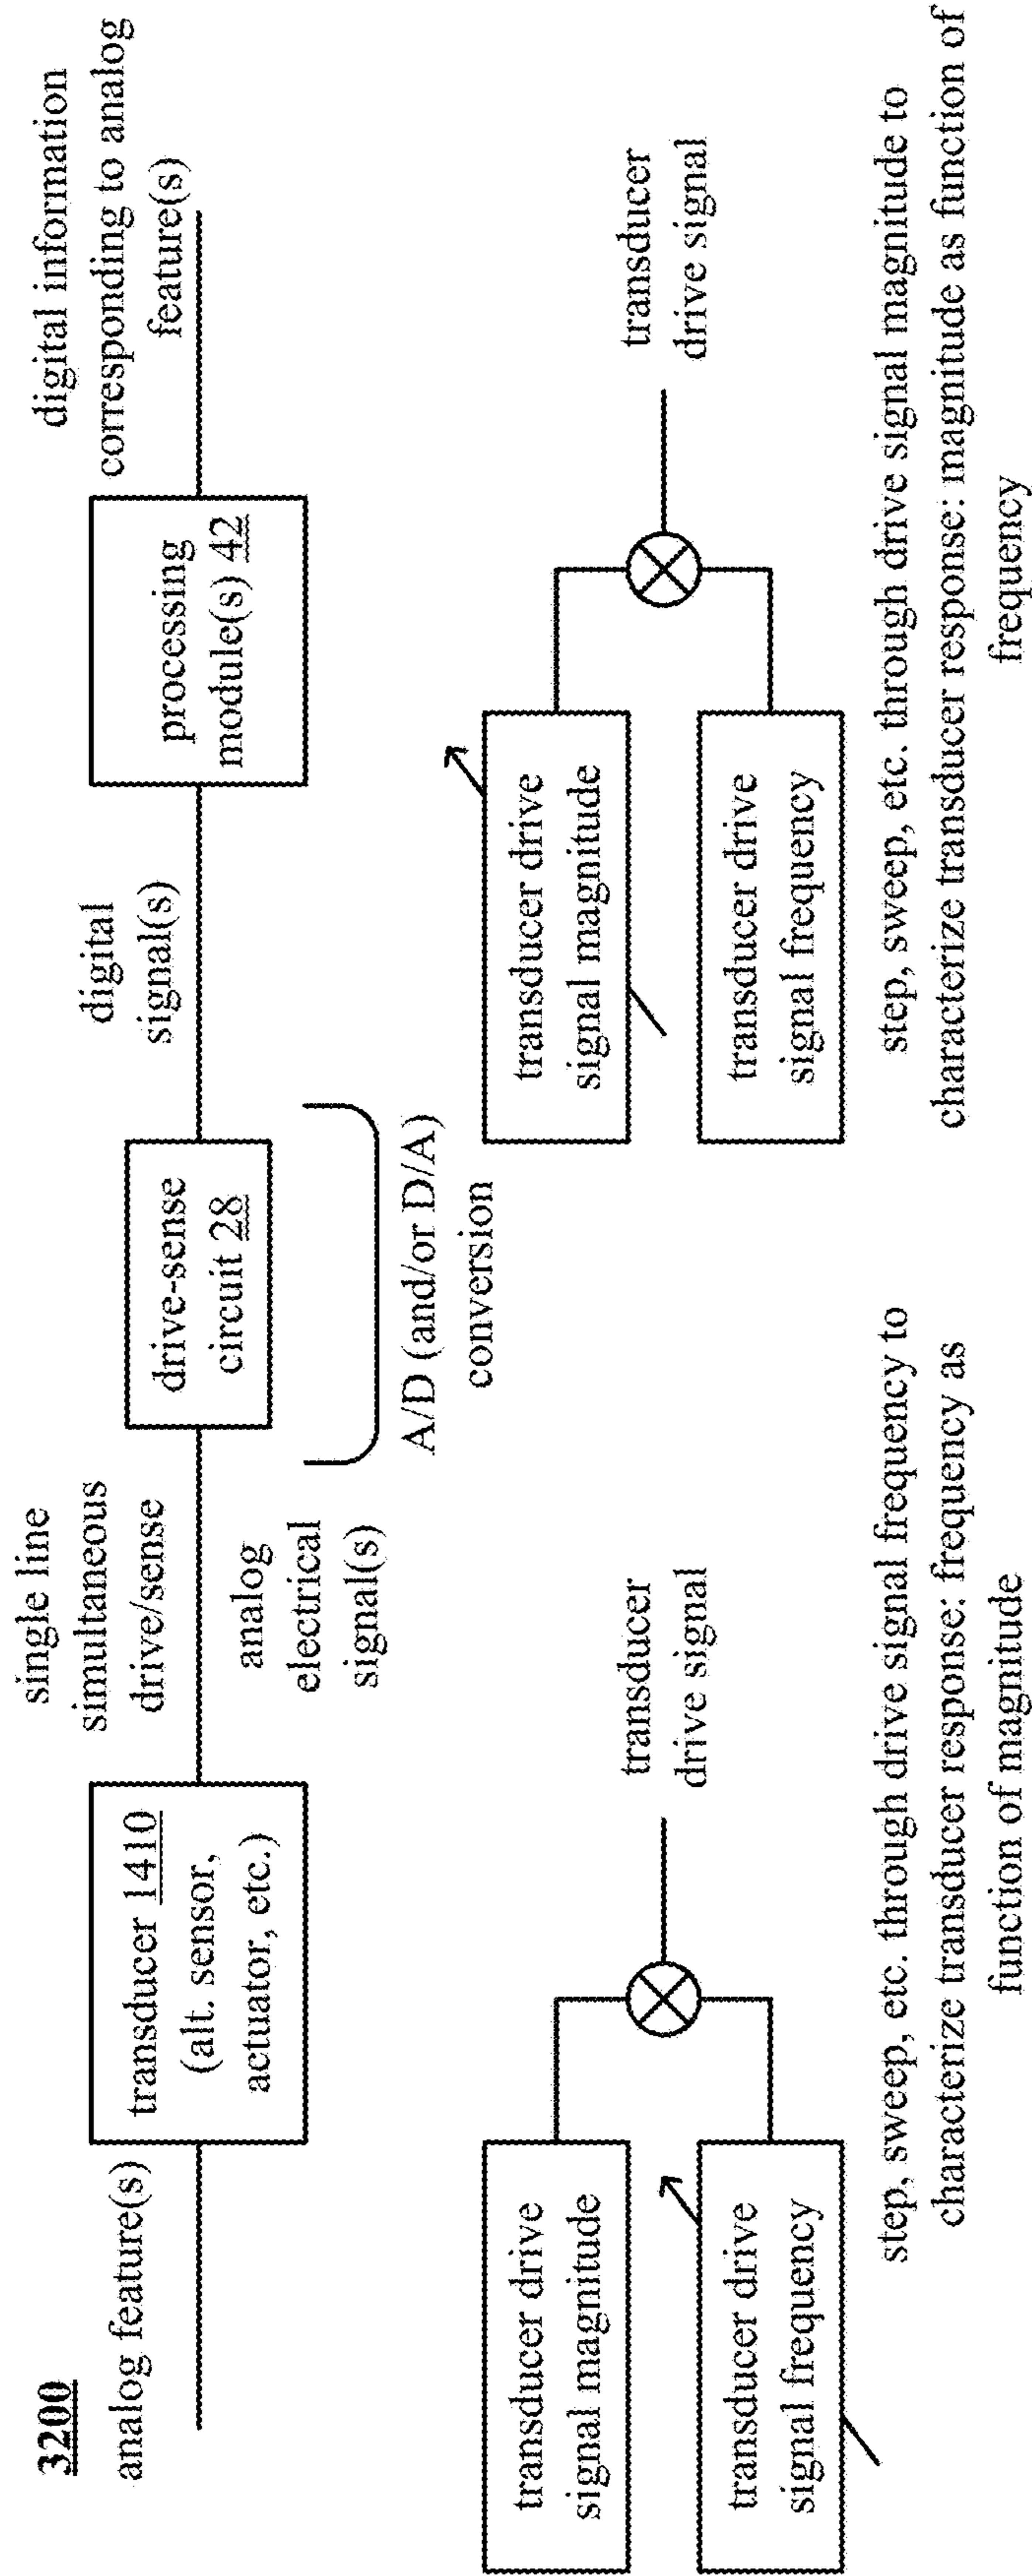 3200
analog feature(s)
transducer 1410
(alt. sensor,
actuator, etc.)
single line
simultaneous
drive/sense
analog
electrical
signal(s)
drive-sense
circuit 28
A/D (and/or D/A)
conversion
digital
signal(s)
processing
module(s) 42
digital information
corresponding to analog
feature(s)
transducer drive
signal magnitude
transducer drive
signal frequency
transducer
drive signal
step, sweep, etc. through drive signal frequency to
characterize transducer response: frequency as
function of magnitude
transducer drive
signal magnitude
transducer drive
signal frequency
transducer
drive signal
step, sweep, etc. through drive signal magnitude to
characterize transducer response: magnitude as function of
frequency